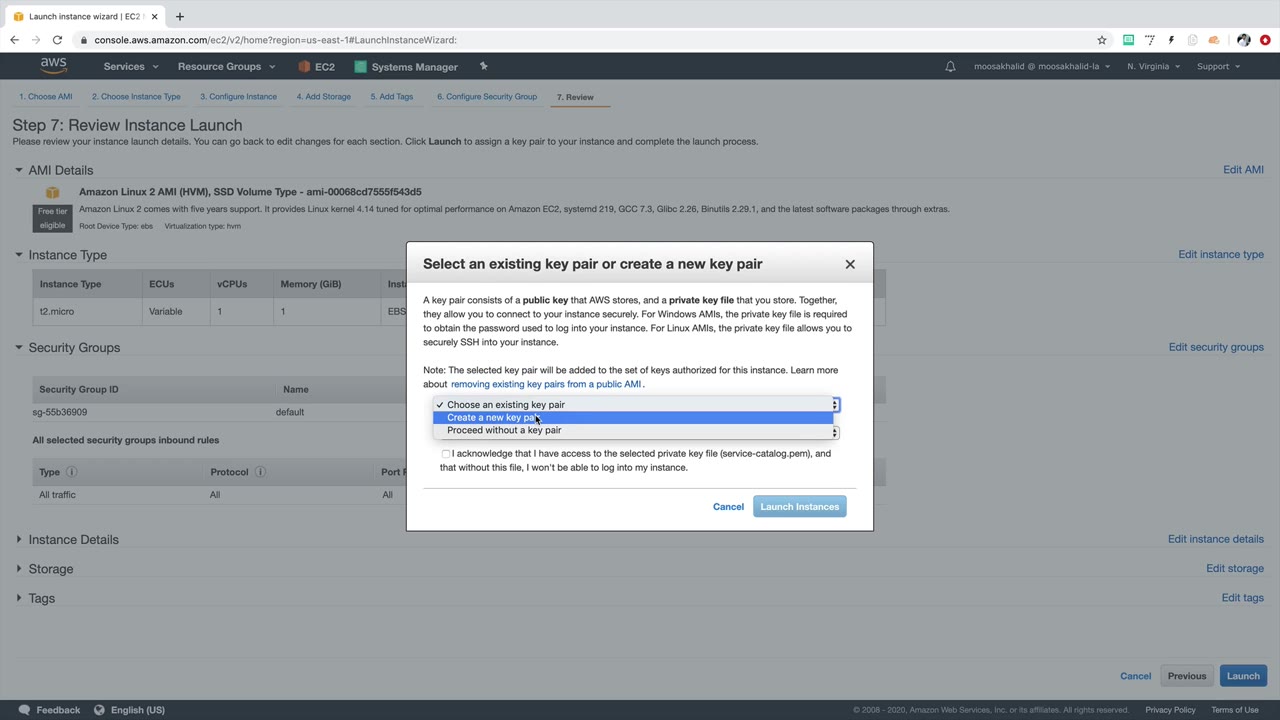 Launch instance wizard | EC2
console.aws.amazon.com/ec2/v2/home?region=us-east-1#LaunchInstanceWizard:
aws
Services
Resource Groups
EC2
Systems Manager
moosakhalid @ moosakhalid-la
N. Virginia
Support
1. Choose AMI
2. Choose Instance Type
3. Configure Instance
4. Add Storage
5. Add Tags
6. Configure Security Group
7. Review
Step 7: Review Instance Launch
Please review your instance launch details. You can go back to edit changes for each section. Click Launch to assign a key pair to your instance and complete the launch process.
AMI Details
Edit AMI
Amazon Linux 2 AMI (HVM), SSD Volume Type - ami-00068cd7555f543d5
Free tier
eligible
Amazon Linux 2 comes with five years support. It provides Linux kernel 4.14 tuned for optimal performance on Amazon EC2, systemd 219, GCC 7.3, Glibc 2.26, Binutils 2.29.1, and the latest software packages through extras.
Root Device Type: ebs Virtualization type: hvm
Instance Type
Edit instance type
Instance Type ECUs vCPUs Memory (GiB)
t2.micro Variable 1 1 EBS
Security Groups
Edit security groups
Security Group ID Name
sg-55b36909 default
All selected security groups inbound rules
Type Protocol Port
All traffic All All
Instance Details
Edit instance details
Storage
Edit storage
Tags
Edit tags
Select an existing key pair or create a new key pair
A key pair consists of a public key that AWS stores, and a private key file that you store. Together,
they allow you to connect to your instance securely. For Windows AMIs, the private key file is required
to obtain the password used to log into your instance. For Linux AMIs, the private key file allows you to
securely SSH into your instance.
Note: The selected key pair will be added to the set of keys authorized for this instance. Learn more
about removing existing key pairs from a public AMI.
Choose an existing key pair
Create a new key pair
Proceed without a key pair
I acknowledge that I have access to the selected private key file (service-catalog.pem), and
that without this file, I won't be able to log into my instance.
Cancel
Launch Instances
Cancel
Previous
Launch
Feedback
English (US)
© 2008 - 2020, Amazon Web Services, Inc. or its affiliates. All rights reserved.
Privacy Policy
Terms of Use